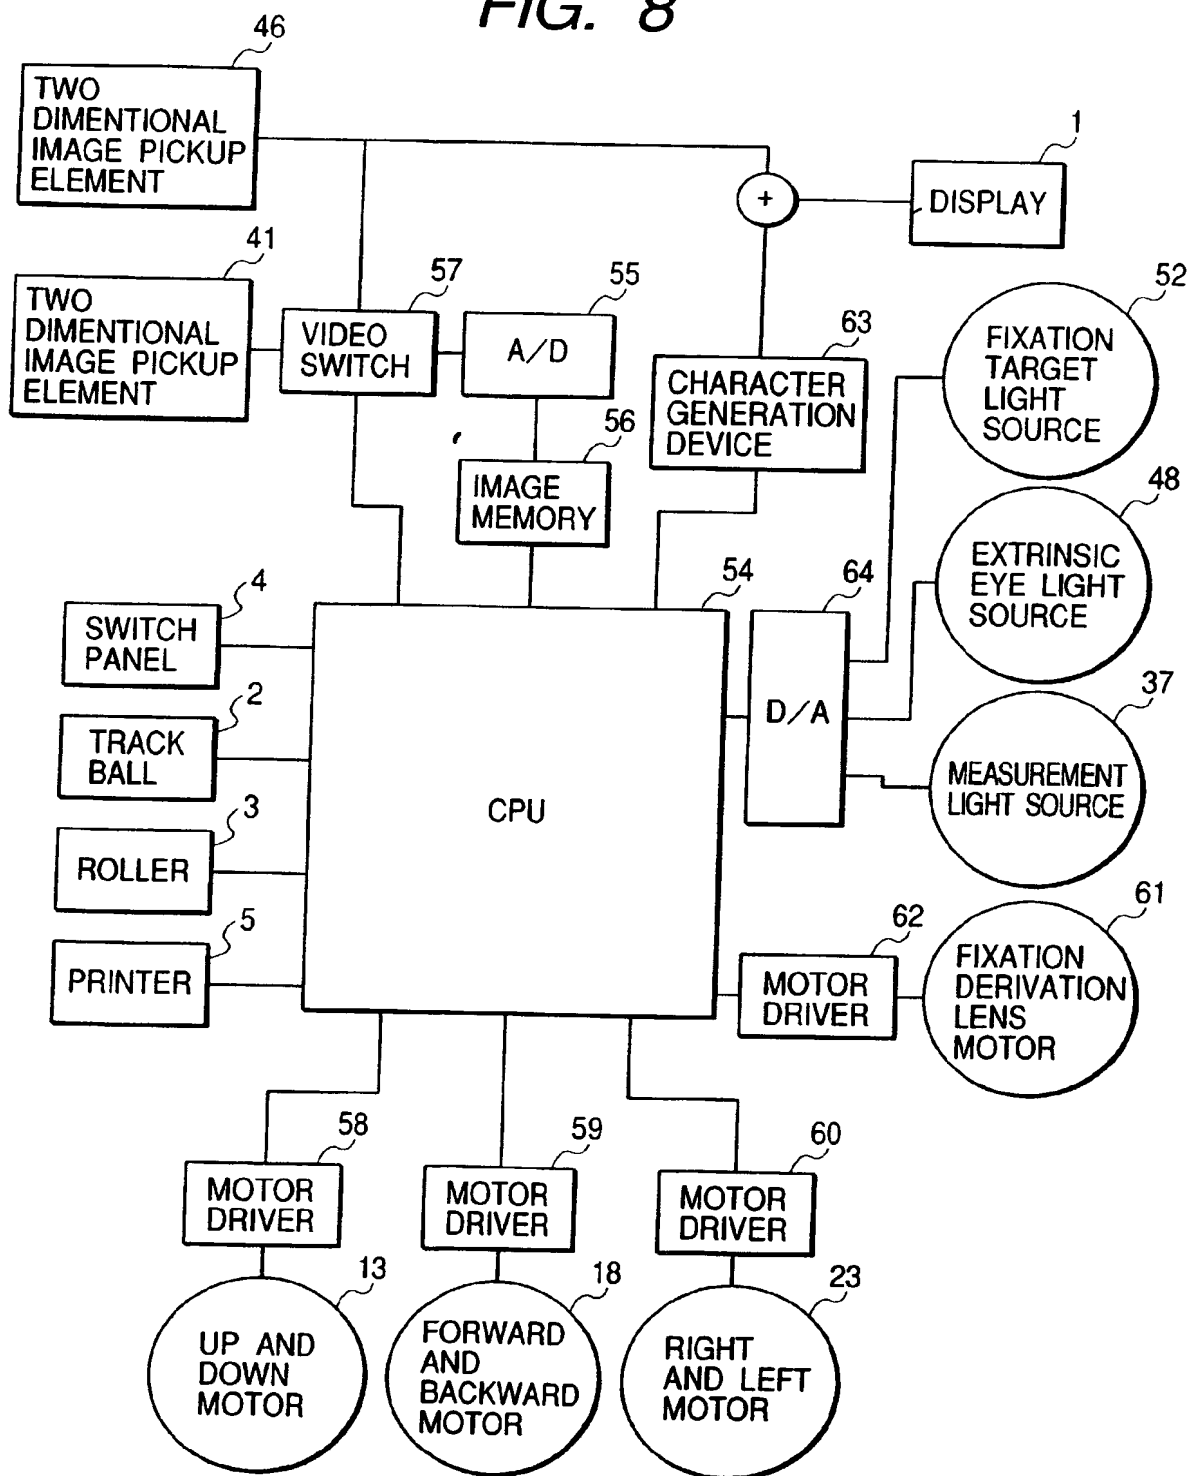 FIG. 8
46
TWO
DIMENTIONAL
IMAGE PICKUP
ELEMENT
1
+
DISPLAY
41
TWO
DIMENTIONAL
IMAGE PICKUP
ELEMENT
57
VIDEO
SWITCH
55
A/D
63
CHARACTER
GENERATION
DEVICE
52
FIXATION
TARGET
LIGHT
SOURCE
56
IMAGE
MEMORY
48
EXTRINSIC
EYE LIGHT
SOURCE
4
SWITCH
PANEL
54
CPU
64
D/A
2
TRACK
BALL
37
MEASUREMENT
LIGHT SOURCE
3
ROLLER
5
PRINTER
62
MOTOR
DRIVER
61
FIXATION
DERIVATION
LENS
MOTOR
58
MOTOR
DRIVER
59
MOTOR
DRIVER
60
MOTOR
DRIVER
13
UP AND
DOWN
MOTOR
18
FORWARD
AND
BACKWARD
MOTOR
23
RIGHT
AND LEFT
MOTOR